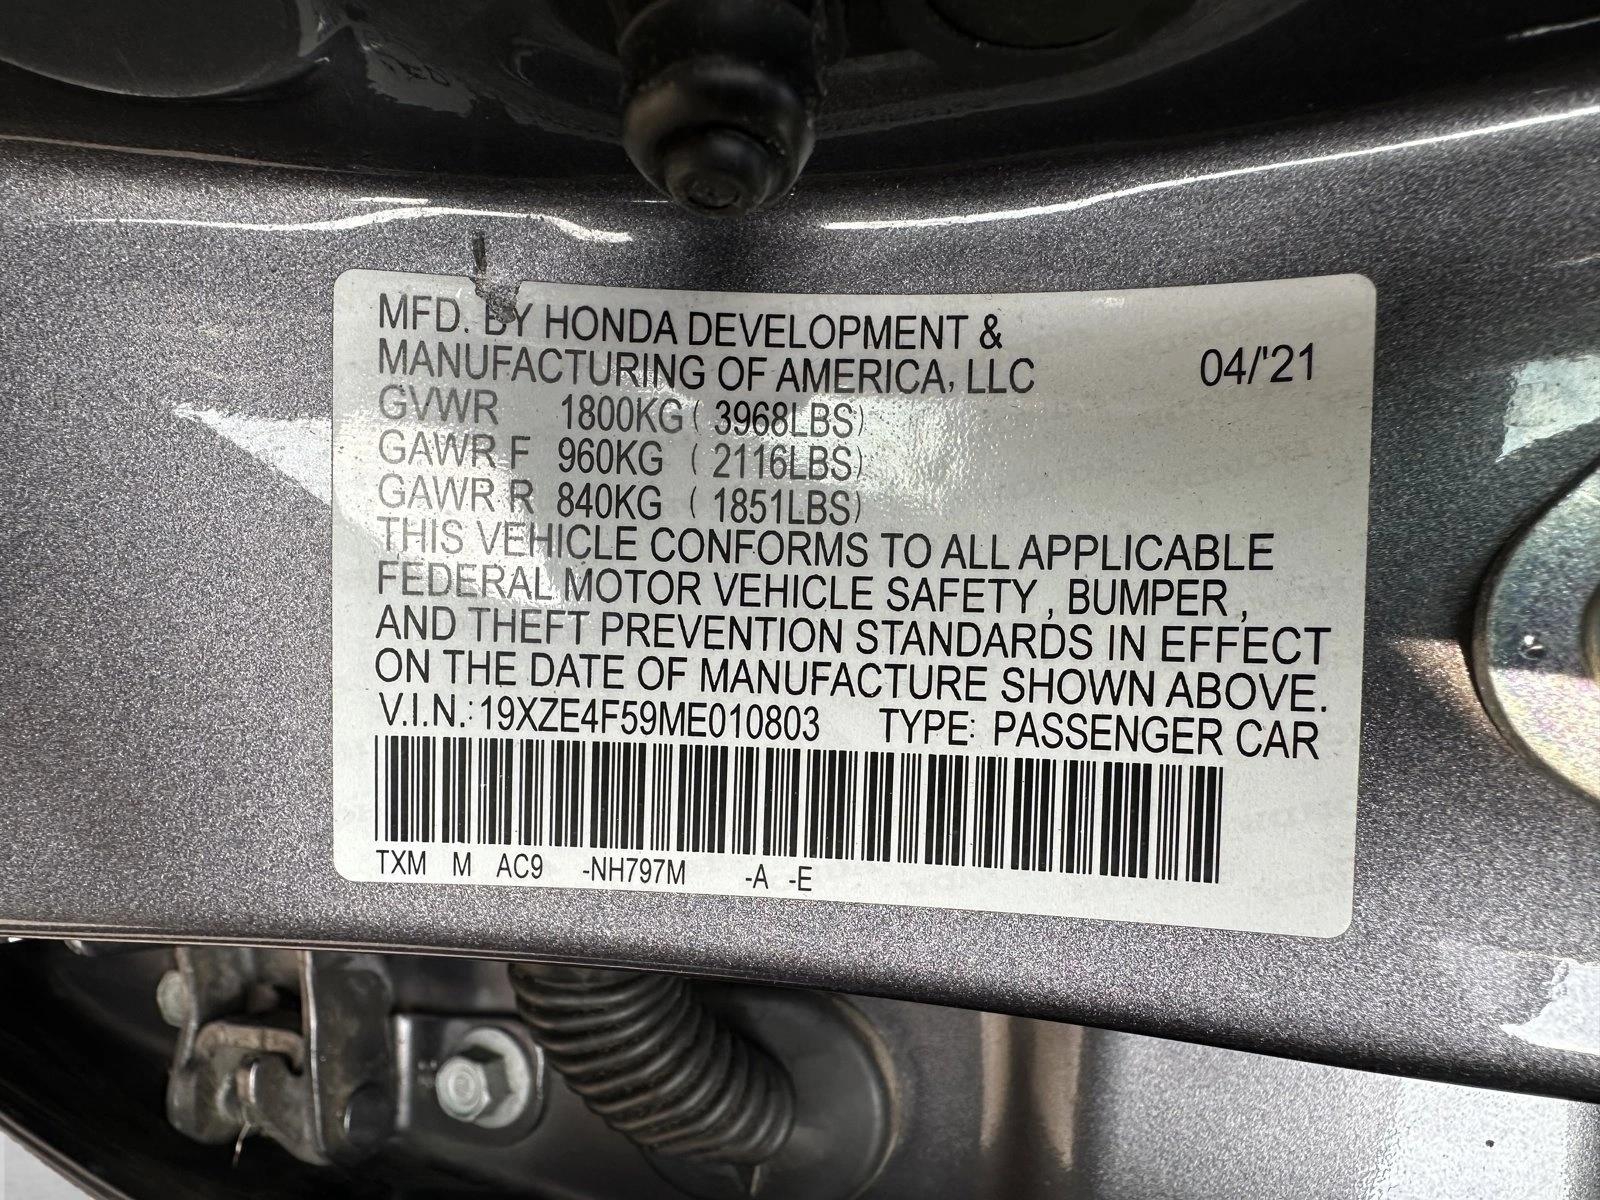 MFD. BY HONDA DEVELOPMENT &
MANUFACTURING OF AMERICA, LLC 04/'21
GVWR 1800KG ( 3968LBS)
GAWR F 960KG ( 2116LBS)
GAWR R 840KG ( 1851LBS)
THIS VEHICLE CONFORMS TO ALL APPLICABLE
FEDERAL MOTOR VEHICLE SAFETY , BUMPER ,
AND THEFT PREVENTION STANDARDS IN EFFECT
ON THE DATE OF MANUFACTURE SHOWN ABOVE.
V.I.N.: 19XZE4F59ME010803 TYPE: PASSENGER CAR
TXM M AC9 -NH797M -A -E